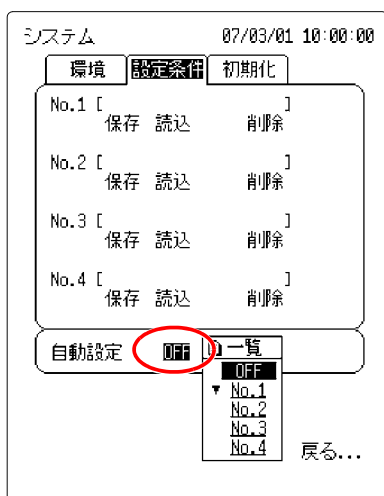 システム 07/03/01 10:00:00
環境 設定条件 初期化
No.1 [ ]
保存 読込 削除
No.2 [ ]
保存 読込 削除
No.3 [ ]
保存 読込 削除
No.4 [ ]
保存 読込 削除
自動設定 OFF
一覧
OFF
▼ No.1
No.2
No.3
No.4
戻る...